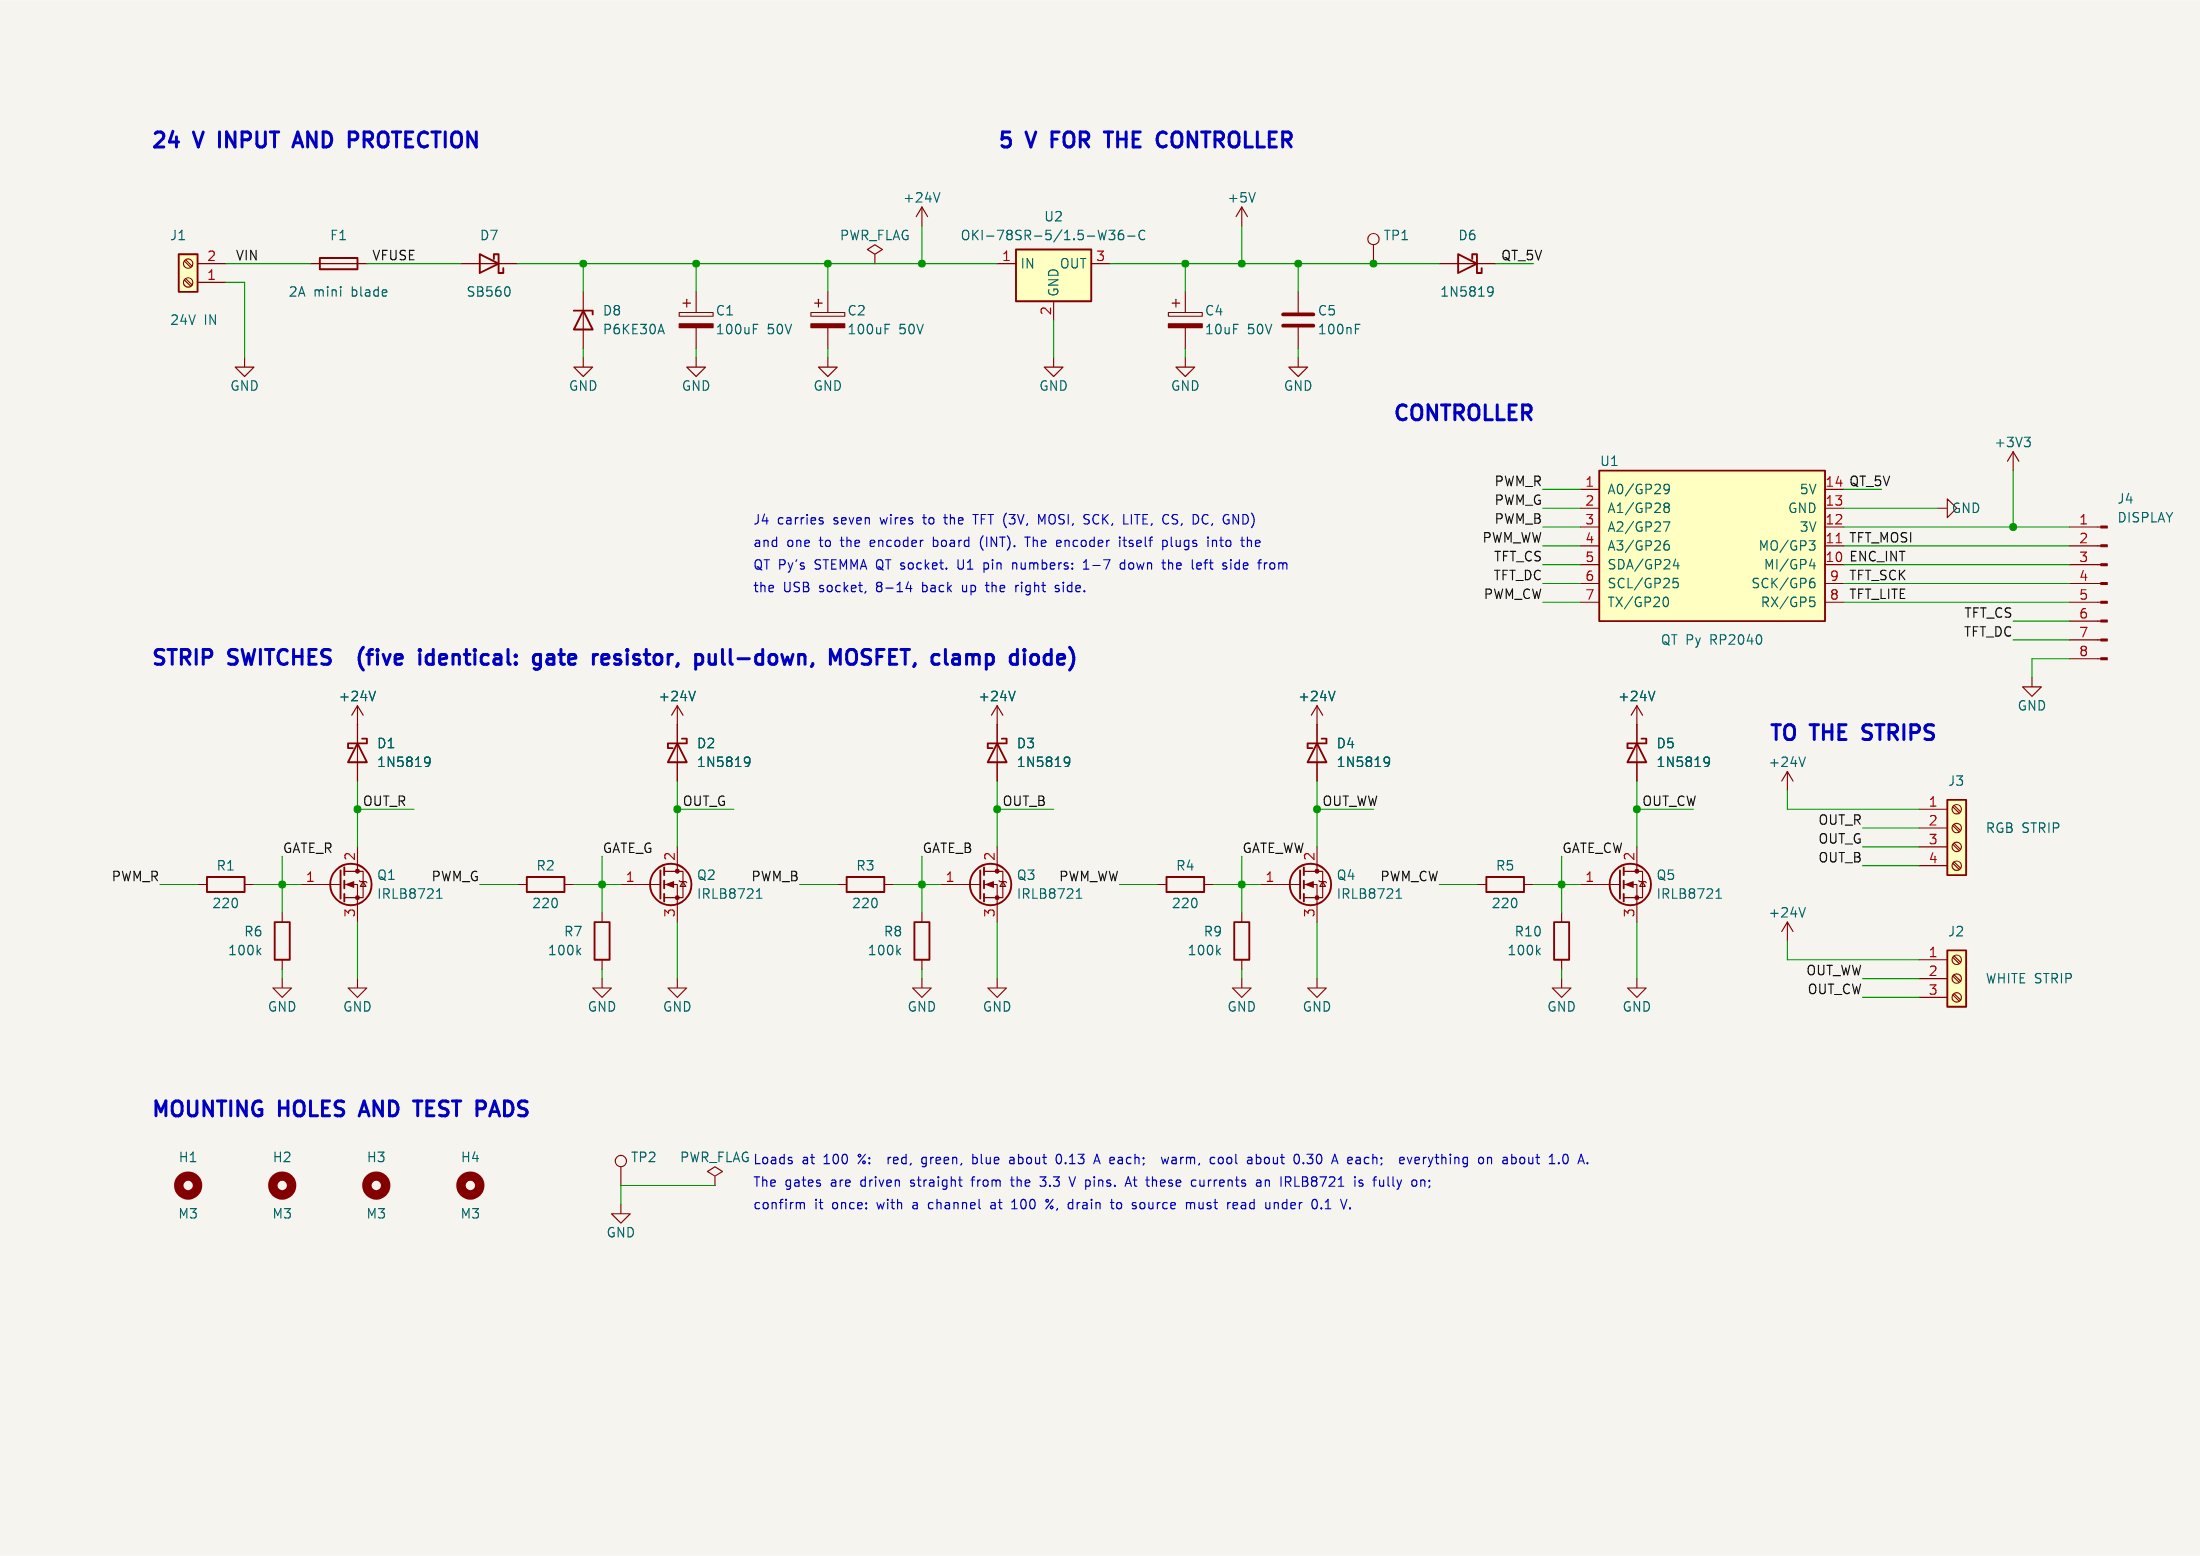 24 V INPUT AND PROTECTION
5 V FOR THE CONTROLLER
+24V
+5V
U2
OKI-78SR-5/1.5-W36-C
J1
F1
D7
PWR_FLAG
TP1
D6
2
VIN
VFUSE
1
IN
OUT
3
QT_5V
1
GND
2
2A mini blade
SB560
1N5819
24V IN
D8
P6KE30A
C1
100uF 50V
C2
100uF 50V
C4
10uF 50V
C5
100nF
GND
GND
GND
GND
GND
GND
GND
CONTROLLER
+3V3
U1
PWM_R 1 A0/GP29 5V 14 QT_5V
PWM_G 2 A1/GP28 GND 13 GND
PWM_B 3 A2/GP27 3V 12
PWM_WW 4 A3/GP26 MO/GP3 11 TFT_MOSI
TFT_CS 5 SDA/GP24 MI/GP4 10 ENC_INT
TFT_DC 6 SCL/GP25 SCK/GP6 9 TFT_SCK
PWM_CW 7 TX/GP20 RX/GP5 8 TFT_LITE
QT Py RP2040
J4
DISPLAY
1
2
3
4
5
TFT_CS 6
TFT_DC 7
8
GND
J4 carries seven wires to the TFT (3V, MOSI, SCK, LITE, CS, DC, GND)
and one to the encoder board (INT). The encoder itself plugs into the
QT Py's STEMMA QT socket. U1 pin numbers: 1-7 down the left side from
the USB socket, 8-14 back up the right side.
STRIP SWITCHES  (five identical: gate resistor, pull-down, MOSFET, clamp diode)
+24V
D1
1N5819
OUT_R
GATE_R
PWM_R
R1
220
1
2
3
Q1
IRLB8721
R6
100k
GND
GND
+24V
D2
1N5819
OUT_G
GATE_G
PWM_G
R2
220
1
2
3
Q2
IRLB8721
R7
100k
GND
GND
+24V
D3
1N5819
OUT_B
GATE_B
PWM_B
R3
220
1
2
3
Q3
IRLB8721
R8
100k
GND
GND
+24V
D4
1N5819
OUT_WW
GATE_WW
PWM_WW
R4
220
1
2
3
Q4
IRLB8721
R9
100k
GND
GND
+24V
D5
1N5819
OUT_CW
GATE_CW
PWM_CW
R5
220
1
2
3
Q5
IRLB8721
R10
100k
GND
GND
TO THE STRIPS
+24V
J3
1
OUT_R 2
OUT_G 3
OUT_B 4
RGB STRIP
+24V
J2
1
OUT_WW 2
OUT_CW 3
WHITE STRIP
MOUNTING HOLES AND TEST PADS
H1
H2
H3
H4
M3
M3
M3
M3
TP2
PWR_FLAG
GND
Loads at 100 %:  red, green, blue about 0.13 A each;  warm, cool about 0.30 A each;  everything on about 1.0 A.
The gates are driven straight from the 3.3 V pins. At these currents an IRLB8721 is fully on;
confirm it once: with a channel at 100 %, drain to source must read under 0.1 V.